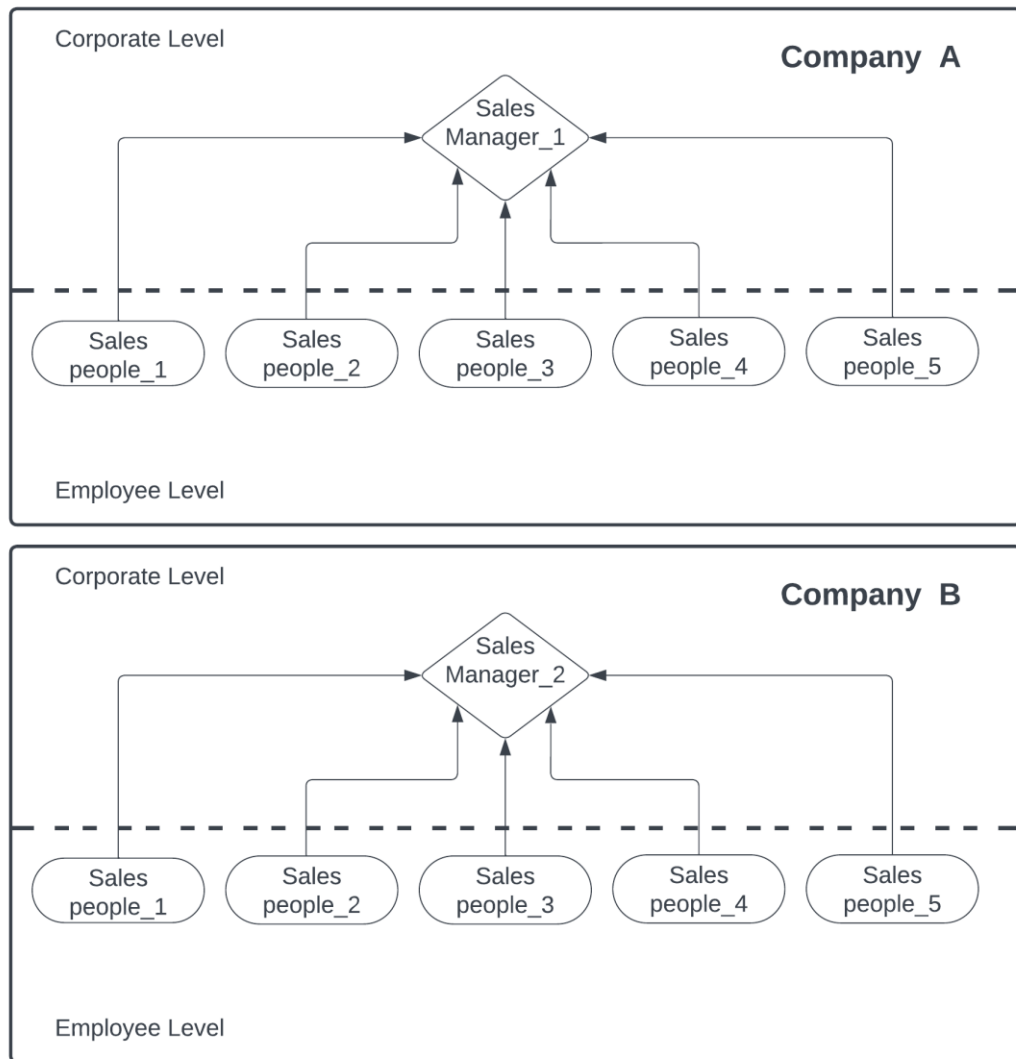 Corporate Level
Company A
Sales
Manager_1
Sales
people_1
Sales
people_2
Sales
people_3
Sales
people_4
Sales
people_5
Employee Level
Corporate Level
Company B
Sales
Manager_2
Sales
people_1
Sales
people_2
Sales
people_3
Sales
people_4
Sales
people_5
Employee Level